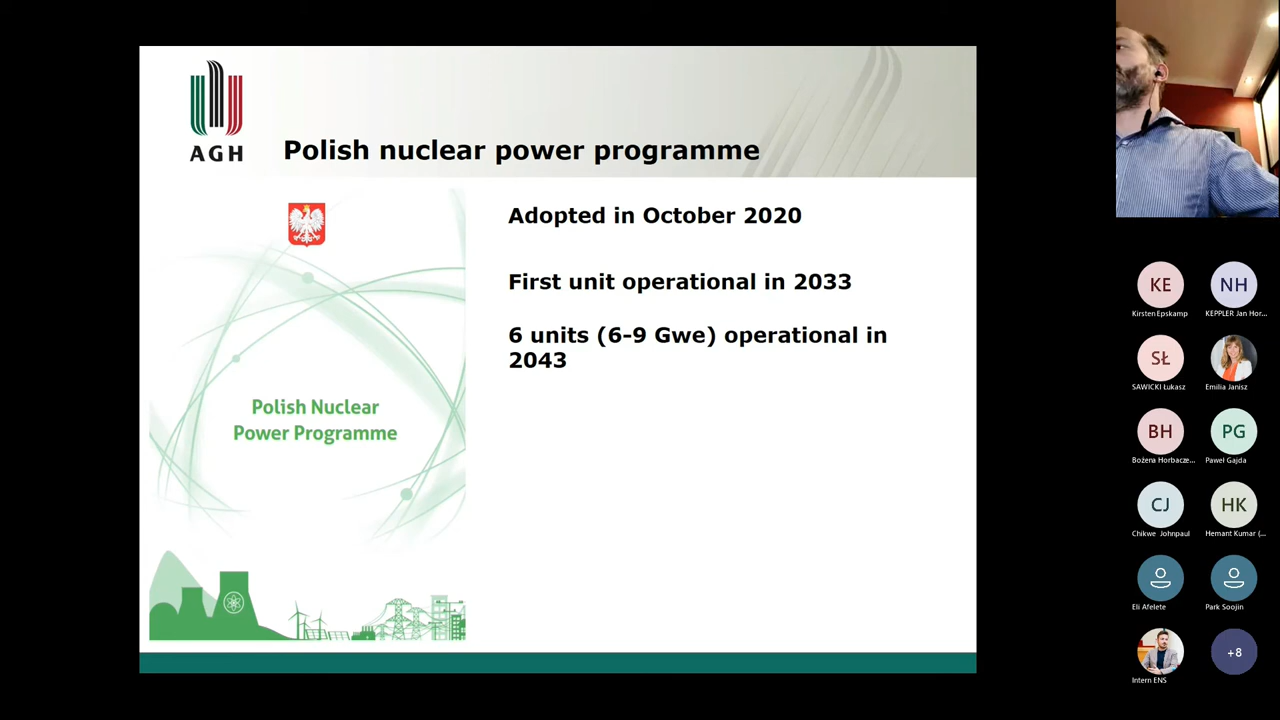 AGH
Polish nuclear power programme
Adopted in October 2020
First unit operational in 2033
6 units (6-9 Gwe) operational in
2043
Polish Nuclear
Power Programme
KE
Kirsten Epskamp
NH
KEPPLER Jan Hor...
SŁ
SAWICKI Łukasz
Emilia Janisz
BH
Bożena Horbacze...
PG
Paweł Gajda
CJ
Chikwe Johnpaul
HK
Hemant Kumar (...
Eli Afelete
Park Soojin
Intern ENS
+8